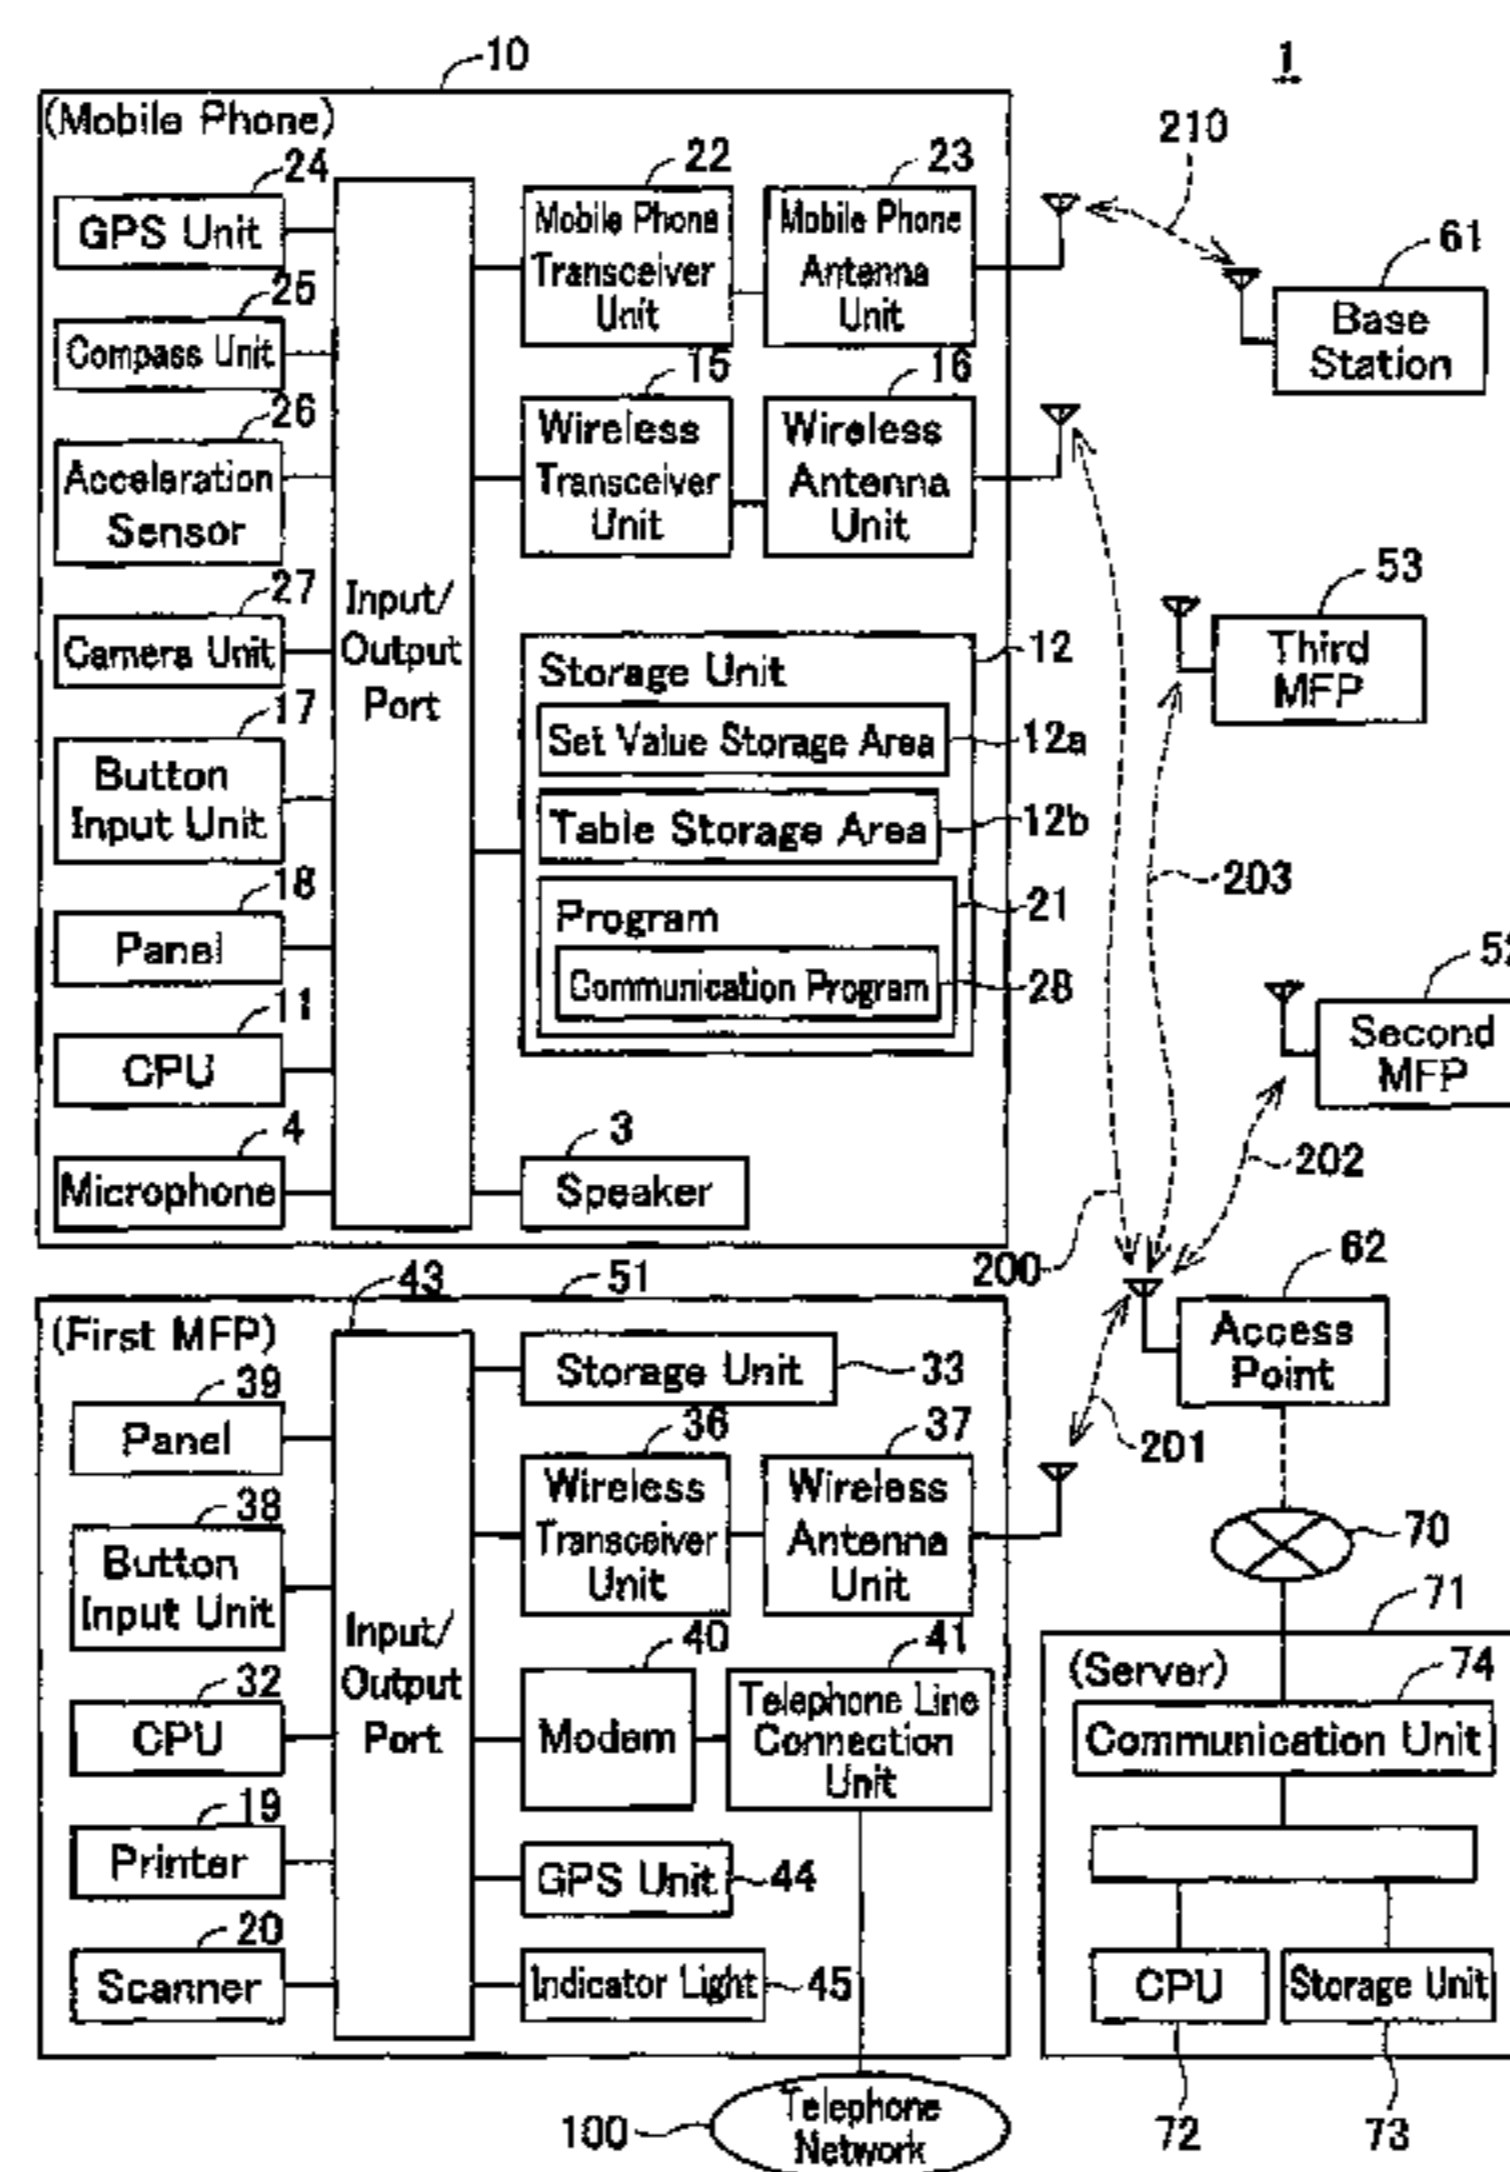 10
1
(Mobile Phone)
210
24
22
23
GPS Unit
Mobile Phone
Transceiver
Unit
Mobile Phone
Antenna
Unit
61
Base
Station
25
Compass Unit
15
16
26
Wireless
Transceiver
Unit
Wireless
Antenna
Unit
Acceleration
Sensor
53
27
Input/
Output
Port
Third
MFP
Camera Unit
Storage Unit
12
17
Set Value Storage Area
12a
Button
Input Unit
Table Storage Area
12b
18
203
Program
21
Panel
Communication Program
28
11
Second
MFP
CPU
4
3
202
Microphone
Speaker
200
62
43
51
(First MFP)
Access
Point
Storage Unit
33
39
Panel
36
37
201
Wireless
Transceiver
Unit
Wireless
Antenna
Unit
38
70
Button
Input Unit
Input/
Output
Port
71
40
41
(Server)
74
32
CPU
Modem
Telephone Line
Connection
Unit
Communication Unit
19
Printer
GPS Unit
44
20
Scanner
Indicator Light
45
CPU
Storage Unit
100
Telephone
Network
72
73